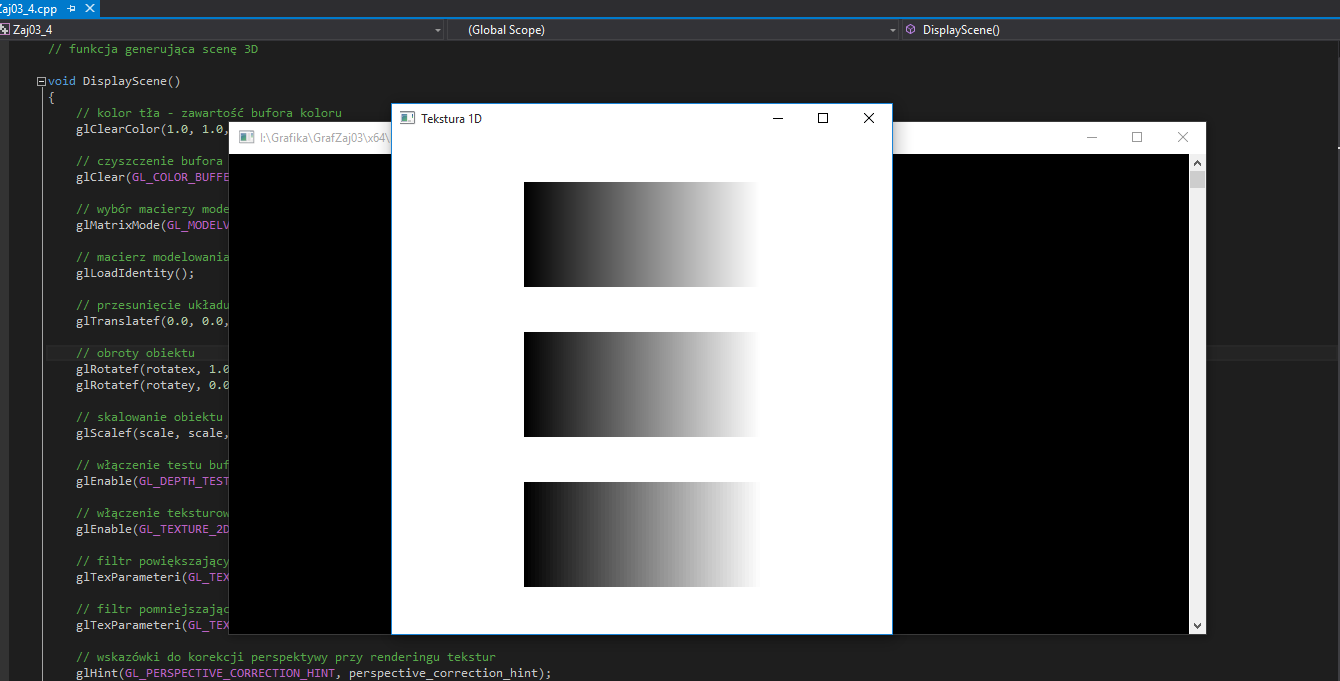 Zaj03_4.cpp
Zaj03_4
(Global Scope)
DisplayScene()
// funkcja generująca scenę 3D
void DisplayScene()
{
// kolor tła - zawartość bufora koloru
glClearColor(1.0, 1.0,
Tekstura 1D
I:\Grafika\GrafZaj03\x64\
// czyszczenie bufora
glClear(GL_COLOR_BUFFE
// wybór macierzy mode
glMatrixMode(GL_MODELV
// macierz modelowania
glLoadIdentity();
// przesunięcie układu
glTranslatef(0.0, 0.0,
// obroty obiektu
glRotatef(rotatex, 1.0
glRotatef(rotatey, 0.0
// skalowanie obiektu
glScalef(scale, scale,
// włączenie testu buf
glEnable(GL_DEPTH_TEST
// włączenie teksturow
glEnable(GL_TEXTURE_2D
// filtr powiększający
glTexParameteri(GL_TEX
// filtr pomniejszając
glTexParameteri(GL_TEX
// wskazówki do korekcji perspektywy przy renderingu tekstur
glHint(GL_PERSPECTIVE_CORRECTION_HINT, perspective_correction_hint);